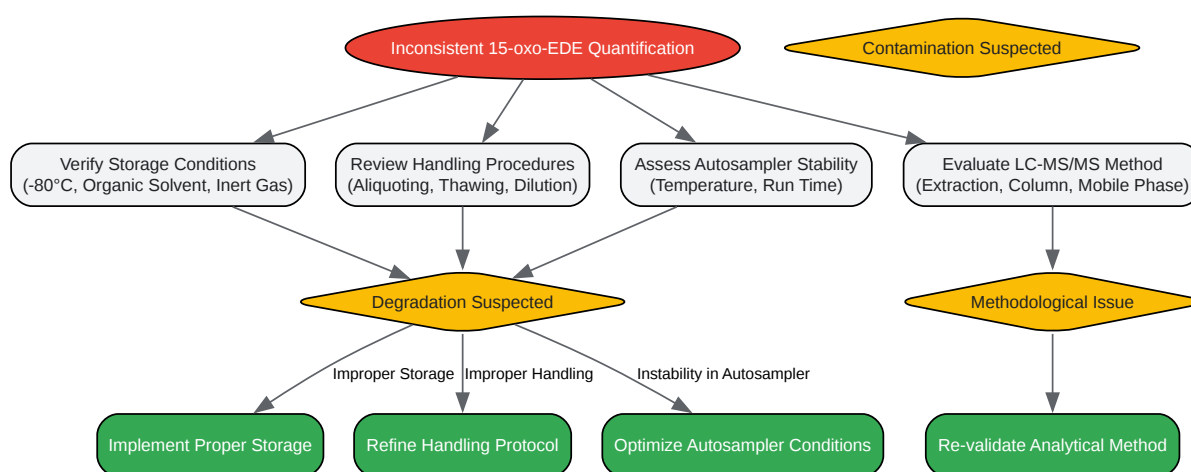 Inconsistent 15-oxo-EDE Quantification
Contamination Suspected
Verify Storage Conditions
(-80°C, Organic Solvent, Inert Gas)
Review Handling Procedures
(Aliquoting, Thawing, Dilution)
Assess Autosampler Stability
(Temperature, Run Time)
Evaluate LC-MS/MS Method
(Extraction, Column, Mobile Phase)
Degradation Suspected
Methodological Issue
Improper Storage
Improper Handling
Instability in Autosampler
Implement Proper Storage
Refine Handling Protocol
Optimize Autosampler Conditions
Re-validate Analytical Method